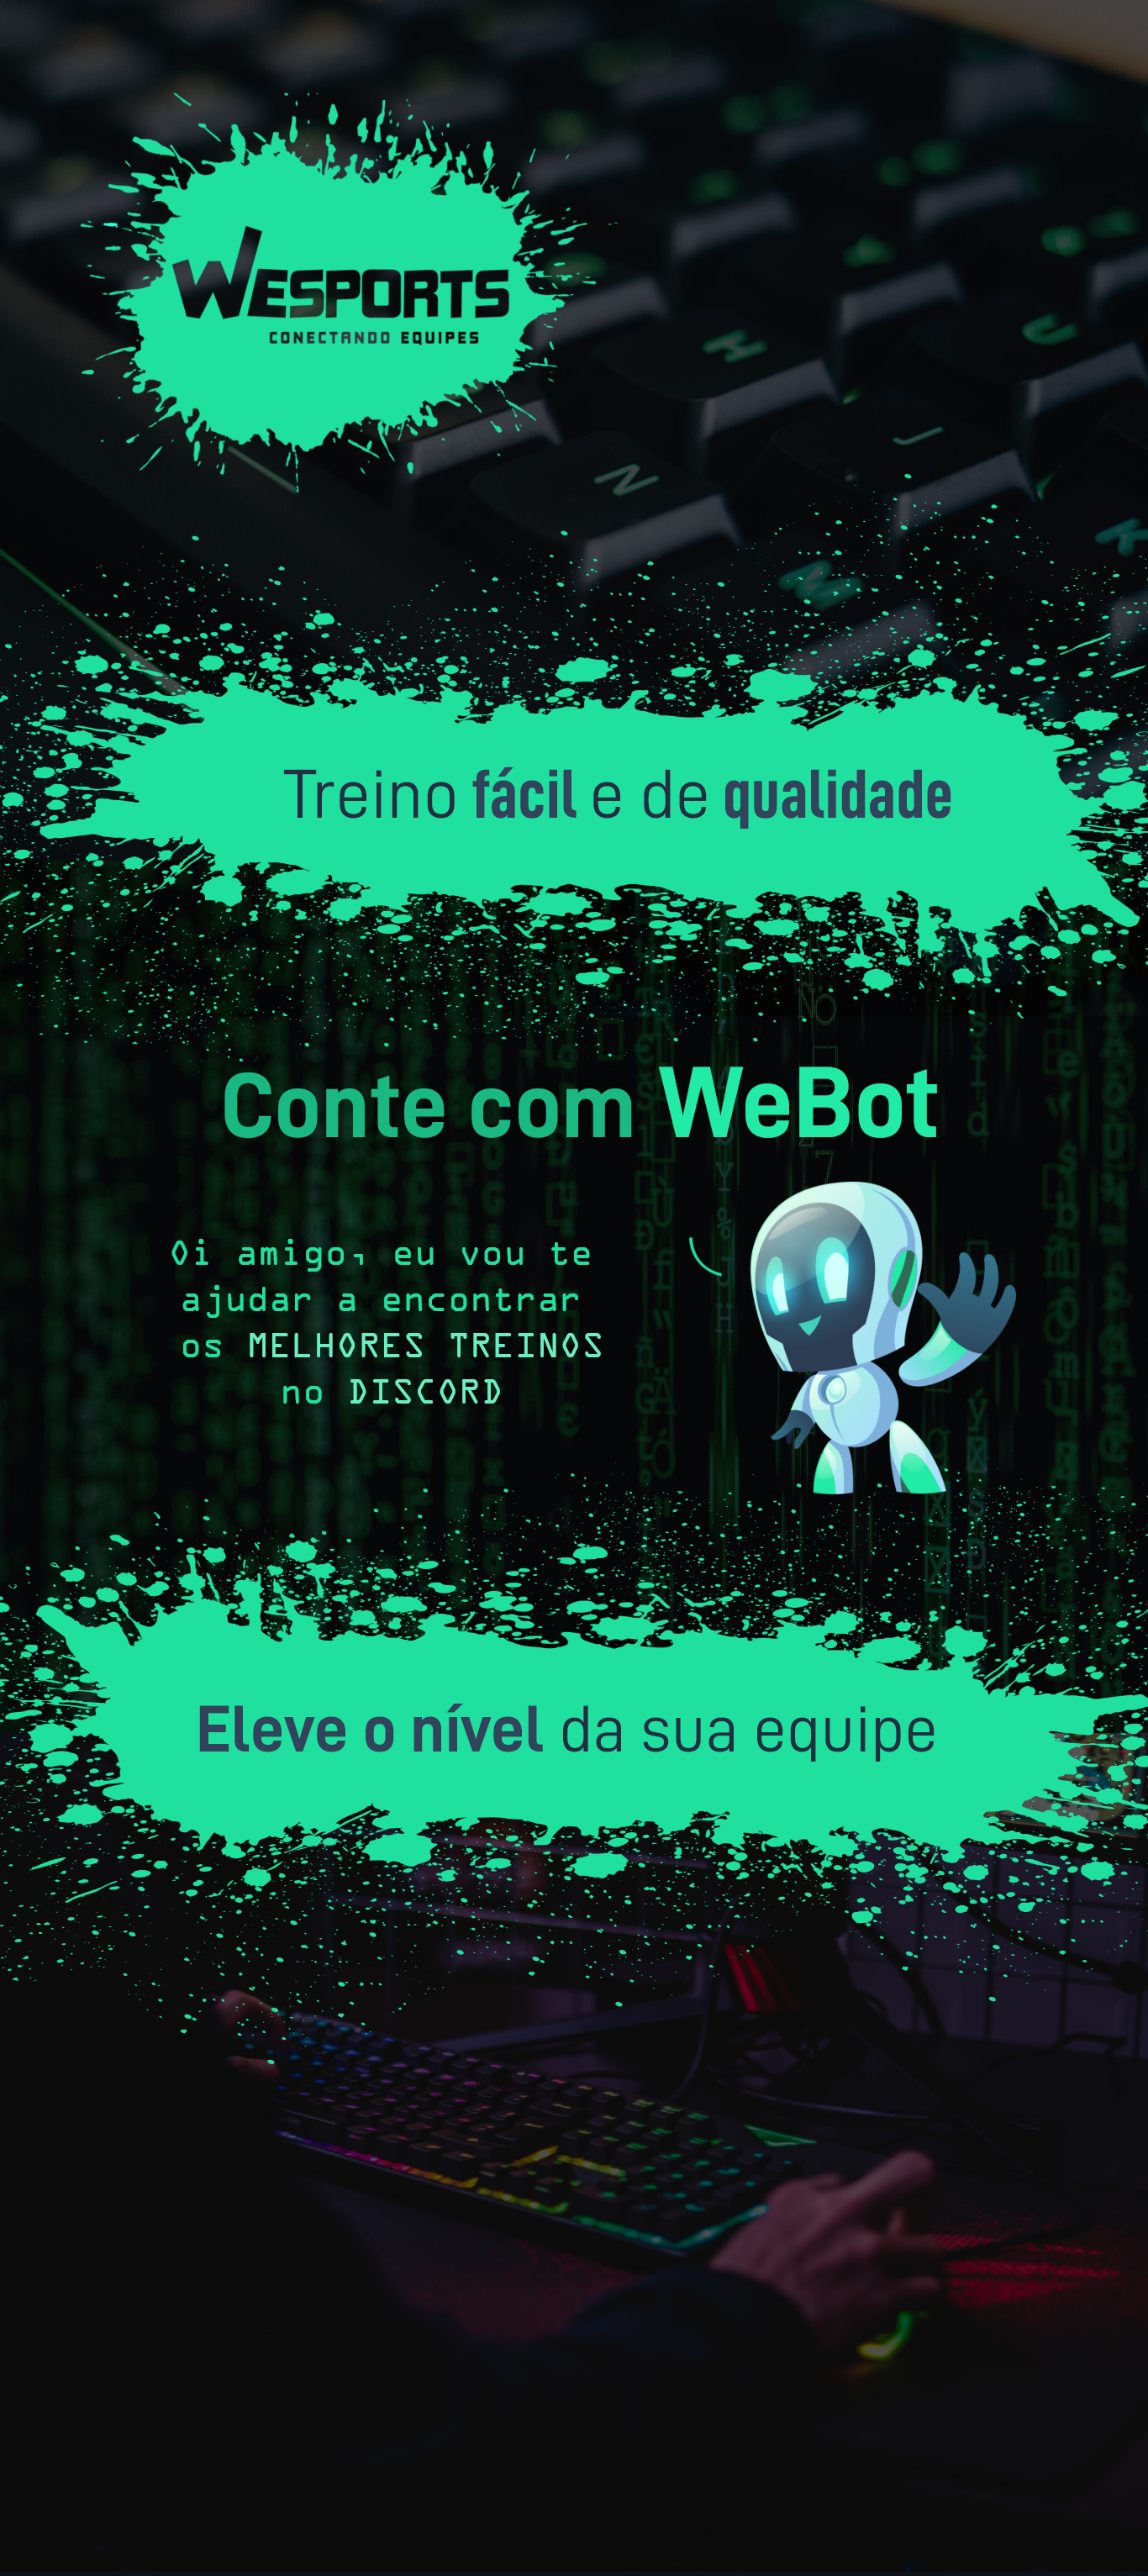 WESPORTS
CONECTANDO EQUIPES
H
U
N
J
M
K
Treino fácil e de qualidade
Conte com WeBot
Oi amigo, eu vou te
ajudar a encontrar
os MELHORES TREINOS
no DISCORD
Eleve o nível da sua equipe